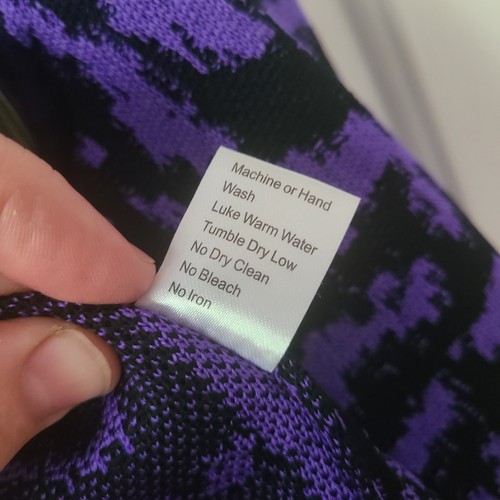 Machine or Hand
Wash
Luke Warm Water
Tumble Dry Low
No Dry Clean
No Bleach
No Iron